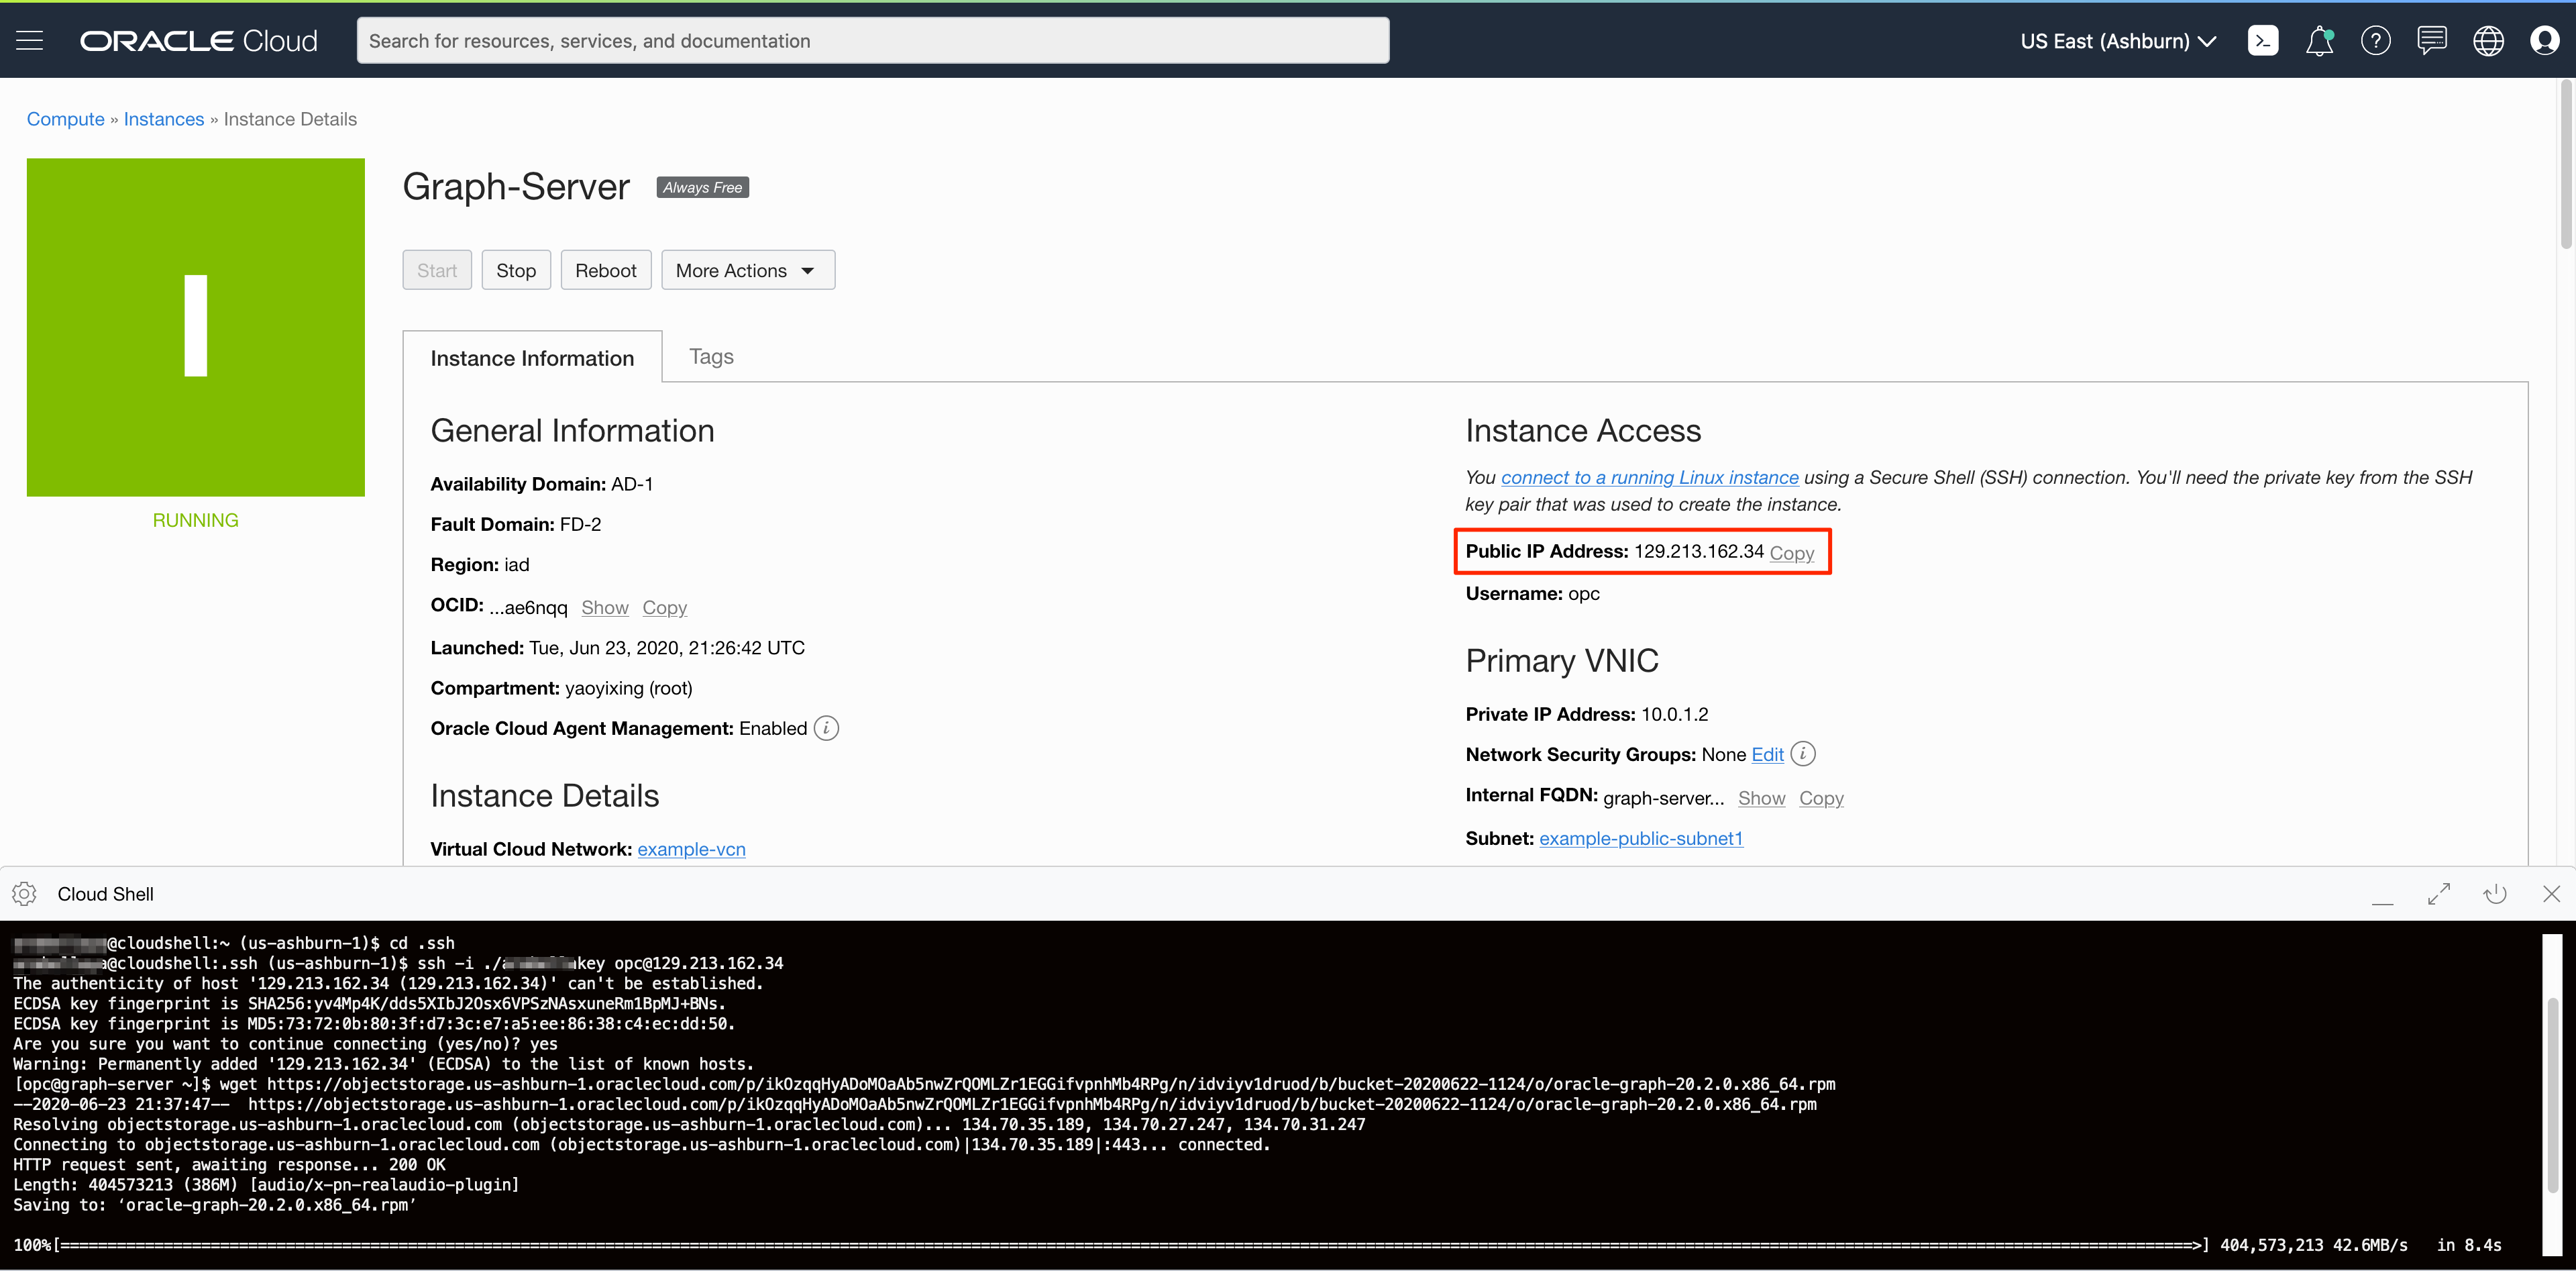 ORACLE Cloud
Search for resources, services, and documentation
US East (Ashburn)
Compute » Instances » Instance Details
I
RUNNING
Graph-Server
Always Free
Start
Stop
Reboot
More Actions
Instance Information
Tags
General Information
Availability Domain: AD-1
Fault Domain: FD-2
Region: iad
OCID: ...ae6nqq Show Copy
Launched: Tue, Jun 23, 2020, 21:26:42 UTC
Compartment: yaoyixing (root)
Oracle Cloud Agent Management: Enabled i
Instance Details
Virtual Cloud Network: example-vcn
Instance Access
You connect to a running Linux instance using a Secure Shell (SSH) connection. You'll need the private key from the SSH
key pair that was used to create the instance.
Public IP Address: 129.213.162.34 Copy
Username: opc
Primary VNIC
Private IP Address: 10.0.1.2
Network Security Groups: None Edit i
Internal FQDN: graph-server... Show Copy
Subnet: example-public-subnet1
Cloud Shell
@cloudshell:~ (us-ashburn-1)$ cd .ssh
a@cloudshell:.ssh (us-ashburn-1)$ ssh -i ./ key opc@129.213.162.34
The authenticity of host '129.213.162.34 (129.213.162.34)' can't be established.
ECDSA key fingerprint is SHA256:yv4Mp4K/dds5XIbJ2Osx6VPSzNAsxuneRm1BpMJ+BNs.
ECDSA key fingerprint is MD5:73:72:0b:80:3f:d7:3c:e7:a5:ee:86:38:c4:ec:dd:50.
Are you sure you want to continue connecting (yes/no)? yes
Warning: Permanently added '129.213.162.34' (ECDSA) to the list of known hosts.
[opc@graph-server ~]$ wget https://objectstorage.us-ashburn-1.oraclecloud.com/p/ikOzqqHyADoMOaAb5nwZrQOMLZr1EGGifvpnhMb4RPg/n/idviyv1druod/b/bucket-20200622-1124/o/oracle-graph-20.2.0.x86_64.rpm
--2020-06-23 21:37:47--  https://objectstorage.us-ashburn-1.oraclecloud.com/p/ikOzqqHyADoMOaAb5nwZrQOMLZr1EGGifvpnhMb4RPg/n/idviyv1druod/b/bucket-20200622-1124/o/oracle-graph-20.2.0.x86_64.rpm
Resolving objectstorage.us-ashburn-1.oraclecloud.com (objectstorage.us-ashburn-1.oraclecloud.com)... 134.70.35.189, 134.70.27.247, 134.70.31.247
Connecting to objectstorage.us-ashburn-1.oraclecloud.com (objectstorage.us-ashburn-1.oraclecloud.com)|134.70.35.189|:443... connected.
HTTP request sent, awaiting response... 200 OK
Length: 404573213 (386M) [audio/x-pn-realaudio-plugin]
Saving to: ‘oracle-graph-20.2.0.x86_64.rpm’
100%[==========>] 404,573,213 42.6MB/s   in 8.4s